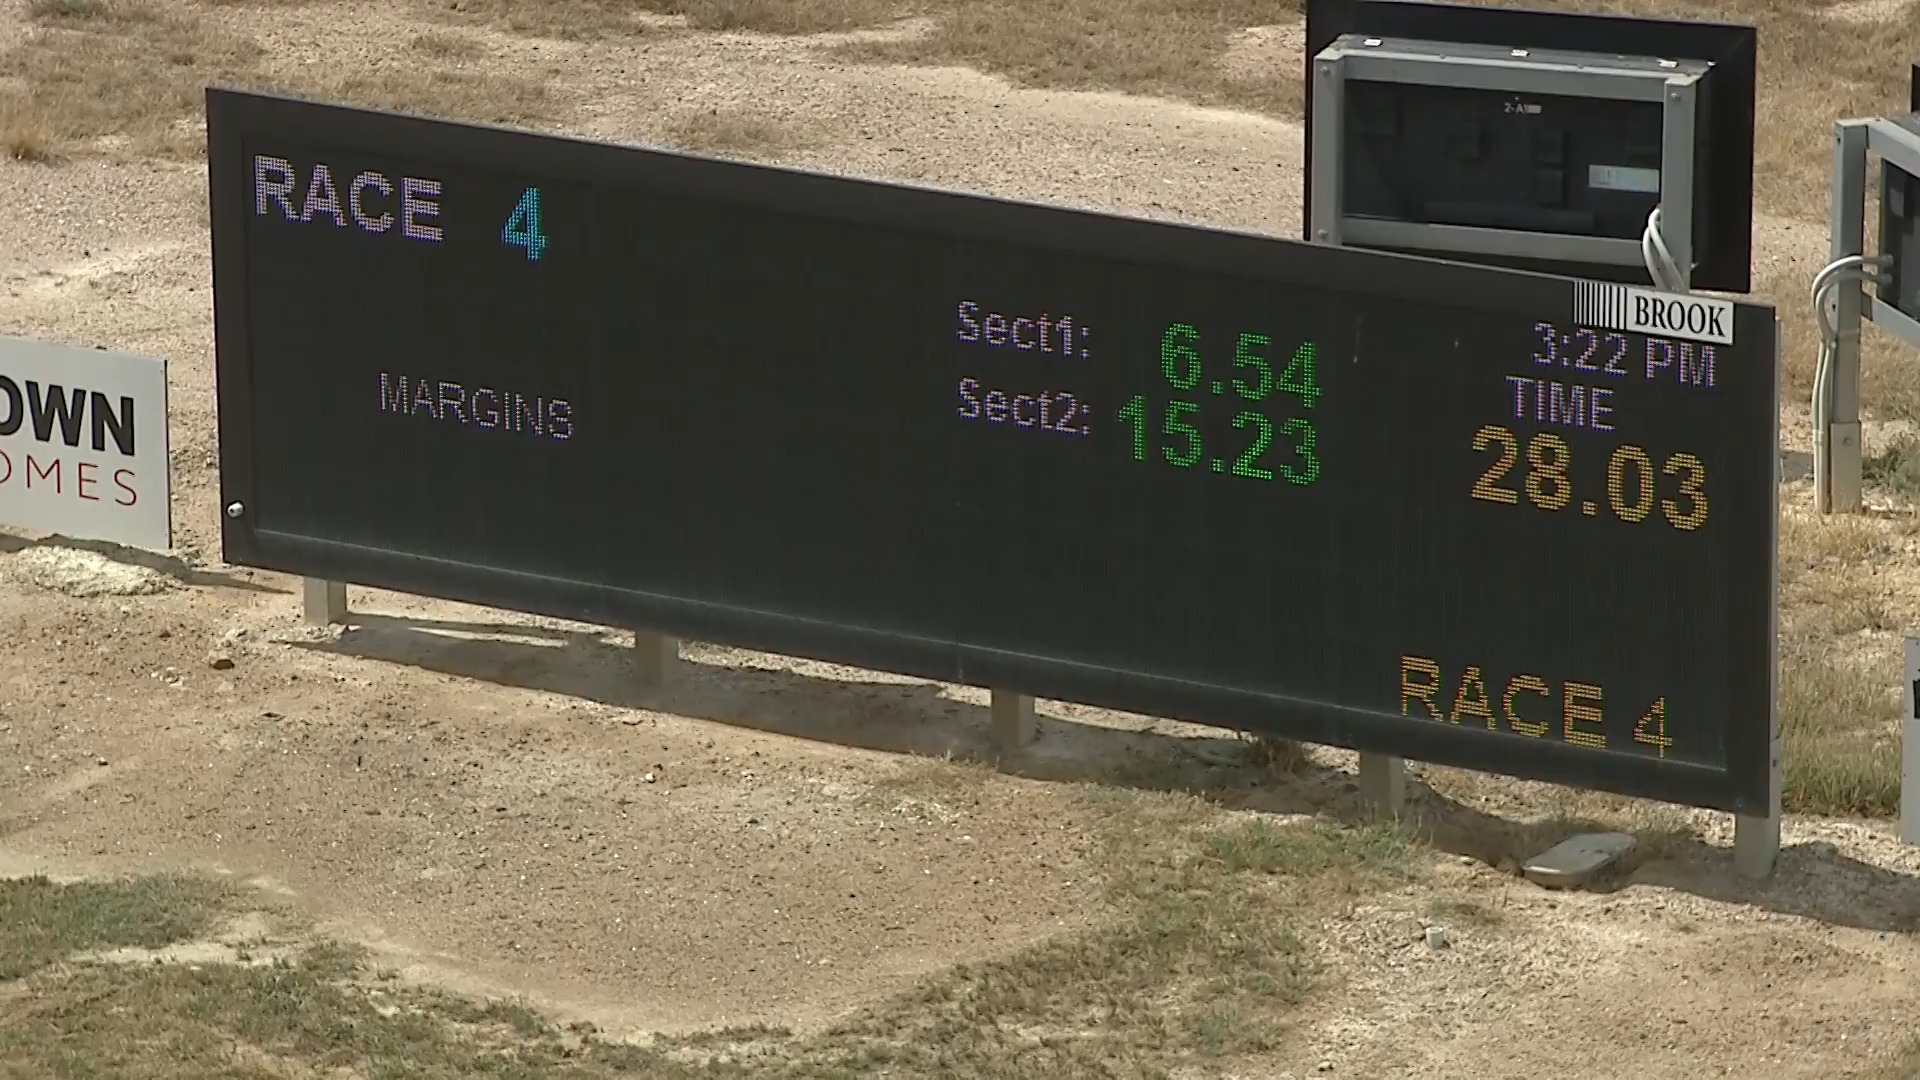 RACE 4
BROOK
3:22 PM
Sect1: 6.54
TIME
MARGINS
Sect2: 15.23
28.03
RACE 4
OWN
OMES